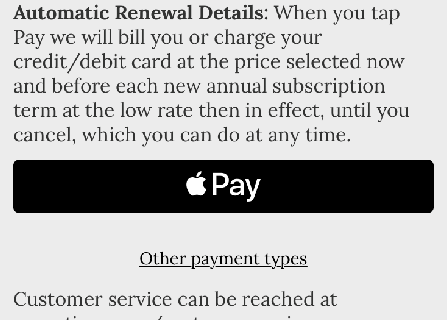 Automatic Renewal Details: When you tap
Pay we will bill you or charge your
credit/debit card at the price selected now
and before each new annual subscription
term at the low rate then in effect, until you
cancel, which you can do at any time.
Pay
Other payment types
Customer service can be reached at